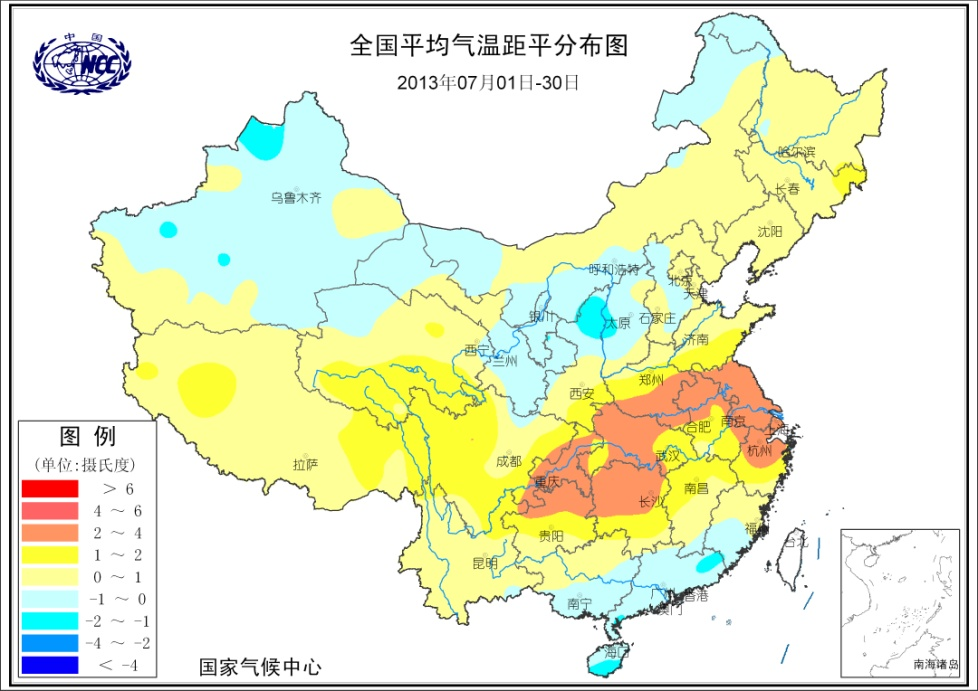 中 国
NCC
全国平均气温距平分布图
2013年07月01日-30日
哈尔滨
长春
乌鲁木齐
沈阳
呼和浩特
北京
天津
银川
太原
石家庄
济南
西宁
兰州
郑州
西安
合肥
南京
上海
武汉
杭州
成都
拉萨
重庆
南昌
长沙
贵阳
福州
台北
昆明
广州
香港
澳门
南宁
海口
图 例
(单位:摄氏度)
> 6
4 ~ 6
2 ~ 4
1 ~ 2
0 ~ 1
-1 ~ 0
-2 ~ -1
-4 ~ -2
< -4
国家气候中心
南海诸岛